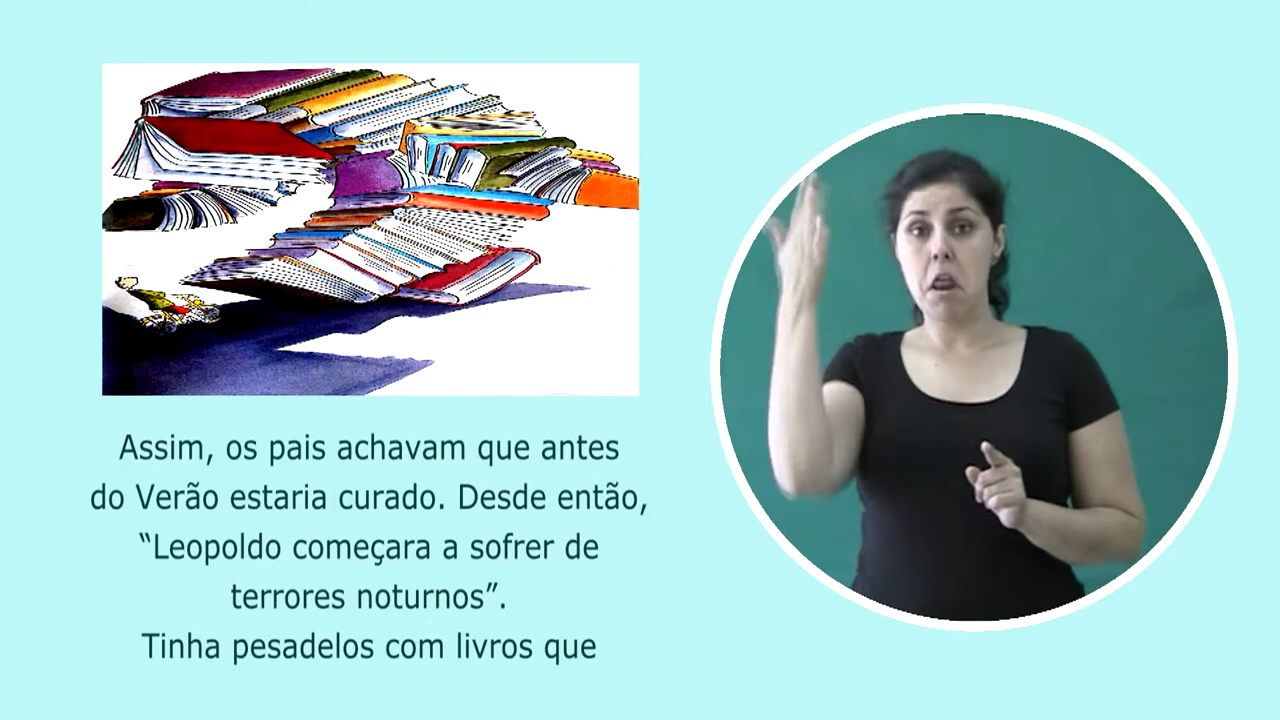 Assim, os pais achavam que antes
do Verão estaria curado. Desde então,
“Leopoldo começara a sofrer de
terrores noturnos”.
Tinha pesadelos com livros que